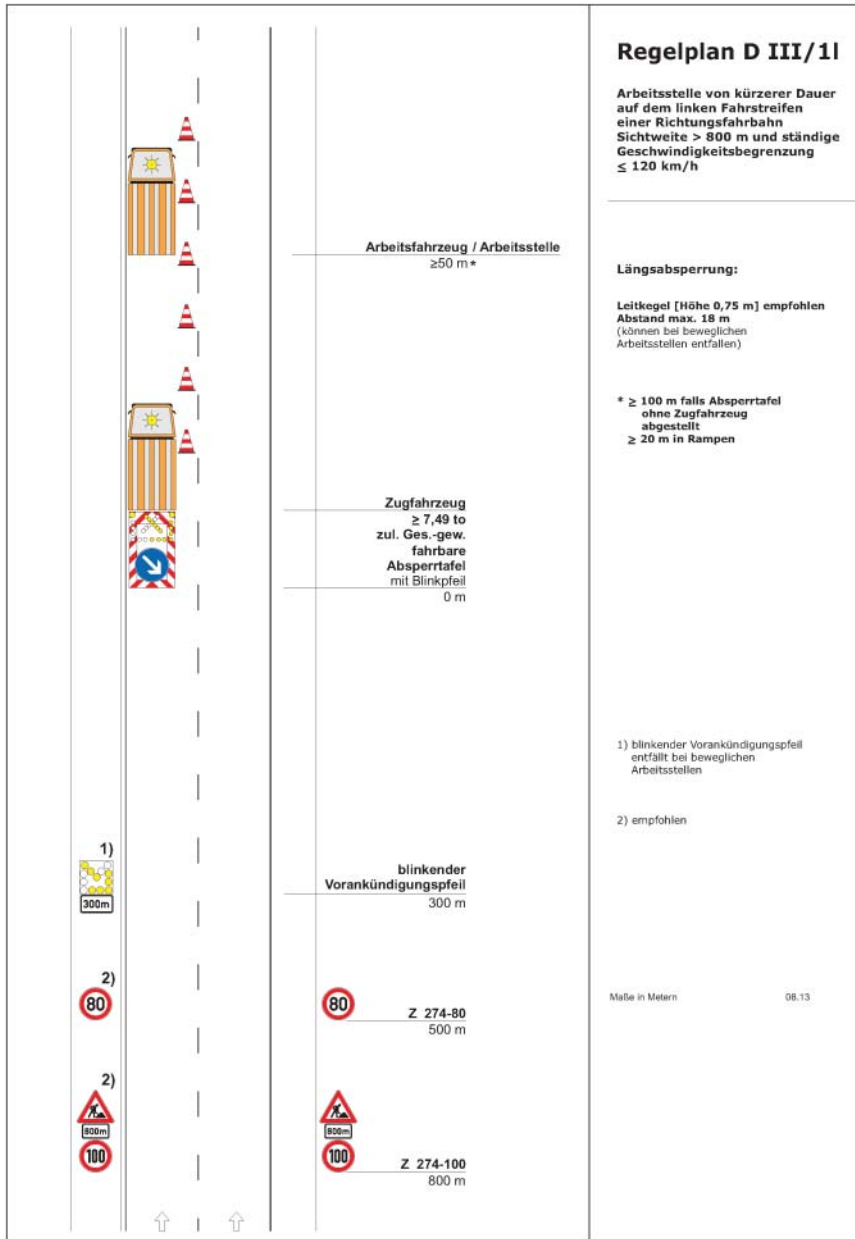 Regelplan D III/1l
Arbeitsstelle von kürzerer Dauer
auf dem linken Fahrstreifen
einer Richtungsfahrbahn
Sichtweite > 800 m und ständige
Geschwindigkeitsbegrenzung
≤ 120 km/h
Arbeitsfahrzeug / Arbeitsstelle
≥50 m*
Längsabsperrung:
Leitkegel [Höhe 0,75 m] empfohlen
Abstand max. 18 m
(können bei beweglichen
Arbeitsstellen entfallen)
* ≥ 100 m falls Absperrtafel
ohne Zugfahrzeug
abgestellt
≥ 20 m in Rampen
Zugfahrzeug
≥ 7,49 to
zul. Ges.-gew.
fahrbare
Absperrtafel
mit Blinkpfeil
0 m
1) blinkender Vorankündigungspfeil
entfällt bei beweglichen
Arbeitsstellen
2) empfohlen
1)
300m
blinkender
Vorankündigungspfeil
300 m
2)
80
80
Z 274-80
500 m
Maße in Metern 08.13
2)
800m
100
800m
100
Z 274-100
800 m